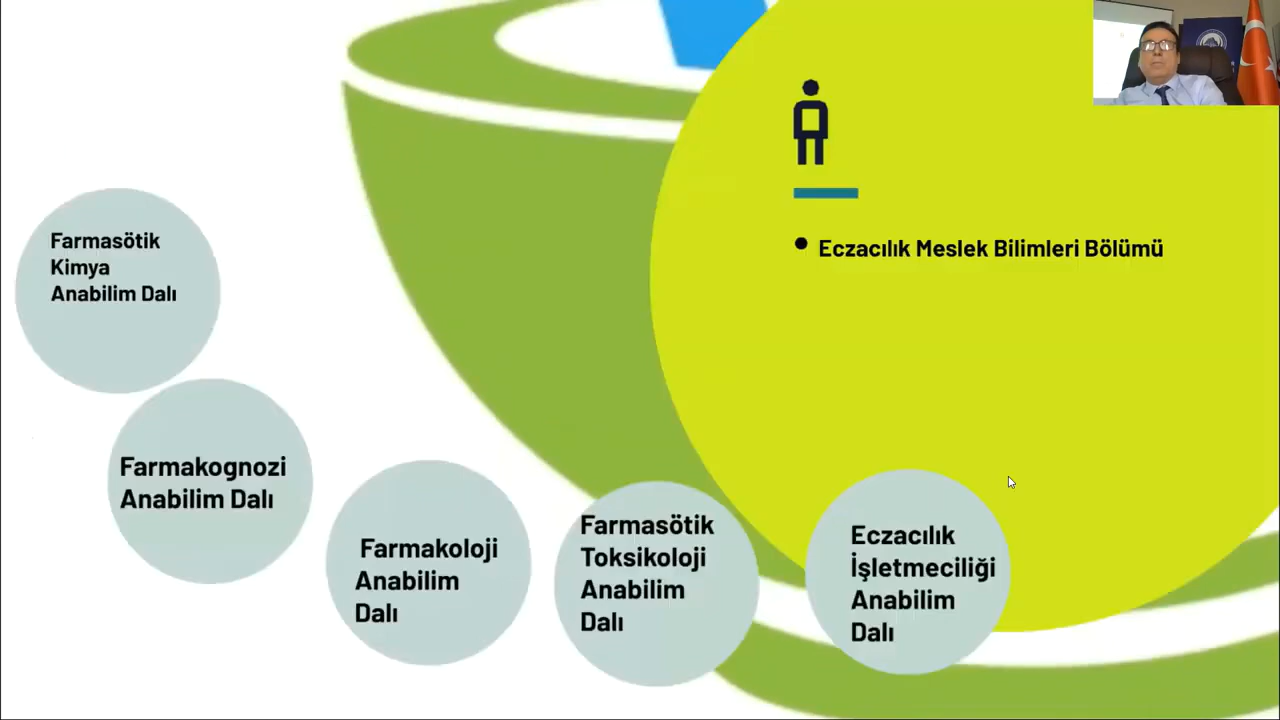 Eczacılık Meslek Bilimleri Bölümü
Farmasötik
Kimya
Anabilim Dalı
Farmakognozi
Anabilim Dalı
Farmakoloji
Anabilim
Dalı
Farmasötik
Toksikoloji
Anabilim
Dalı
Eczacılık
İşletmeciliği
Anabilim
Dalı